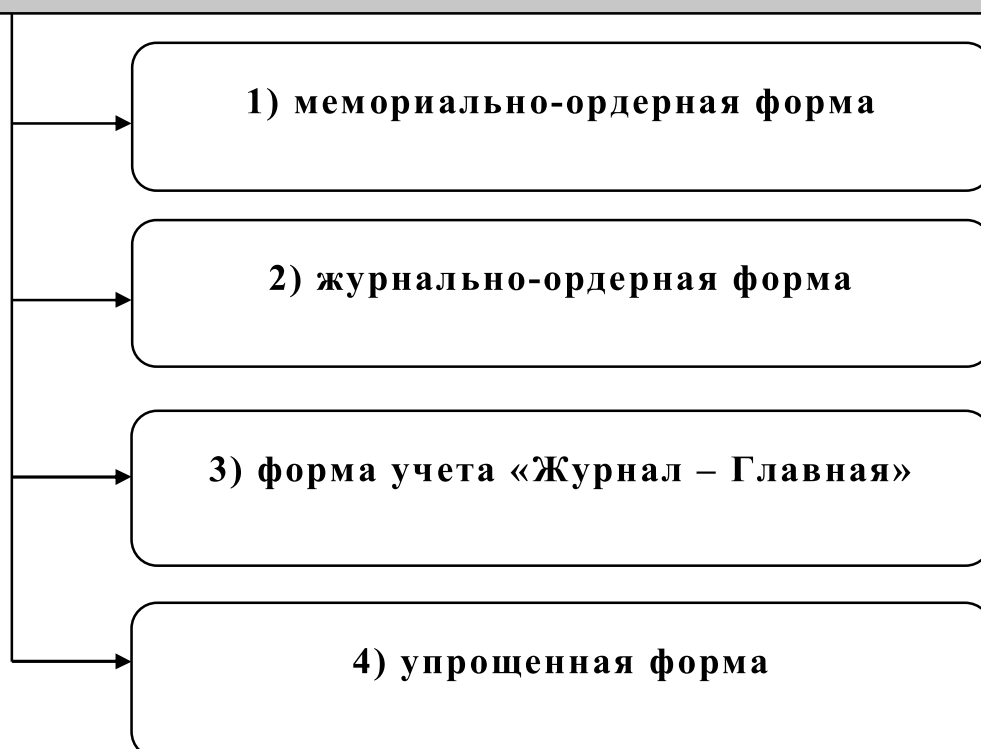 1) мемориально-ордерная форма
2) журнально-ордерная форма
3) форма учета «Журнал – Главная»
4) упрощенная форма